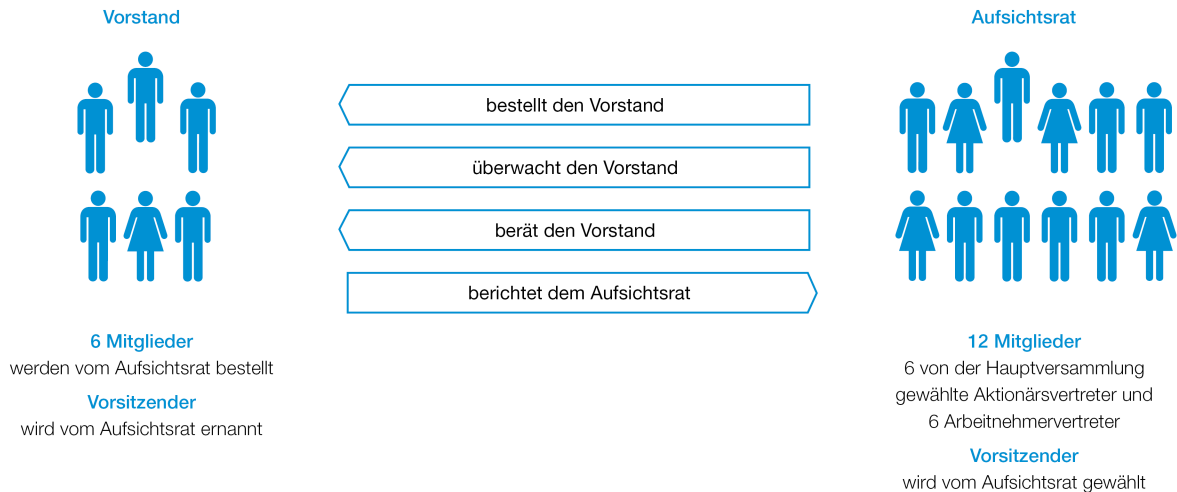 Vorstand
Aufsichtsrat
bestellt den Vorstand
überwacht den Vorstand
berät den Vorstand
berichtet dem Aufsichtsrat
6 Mitglieder
werden vom Aufsichtsrat bestellt
Vorsitzender
wird vom Aufsichtsrat ernannt
12 Mitglieder
6 von der Hauptversammlung
gewählte Aktionärsvertreter und
6 Arbeitnehmervertreter
Vorsitzender
wird vom Aufsichtsrat gewählt